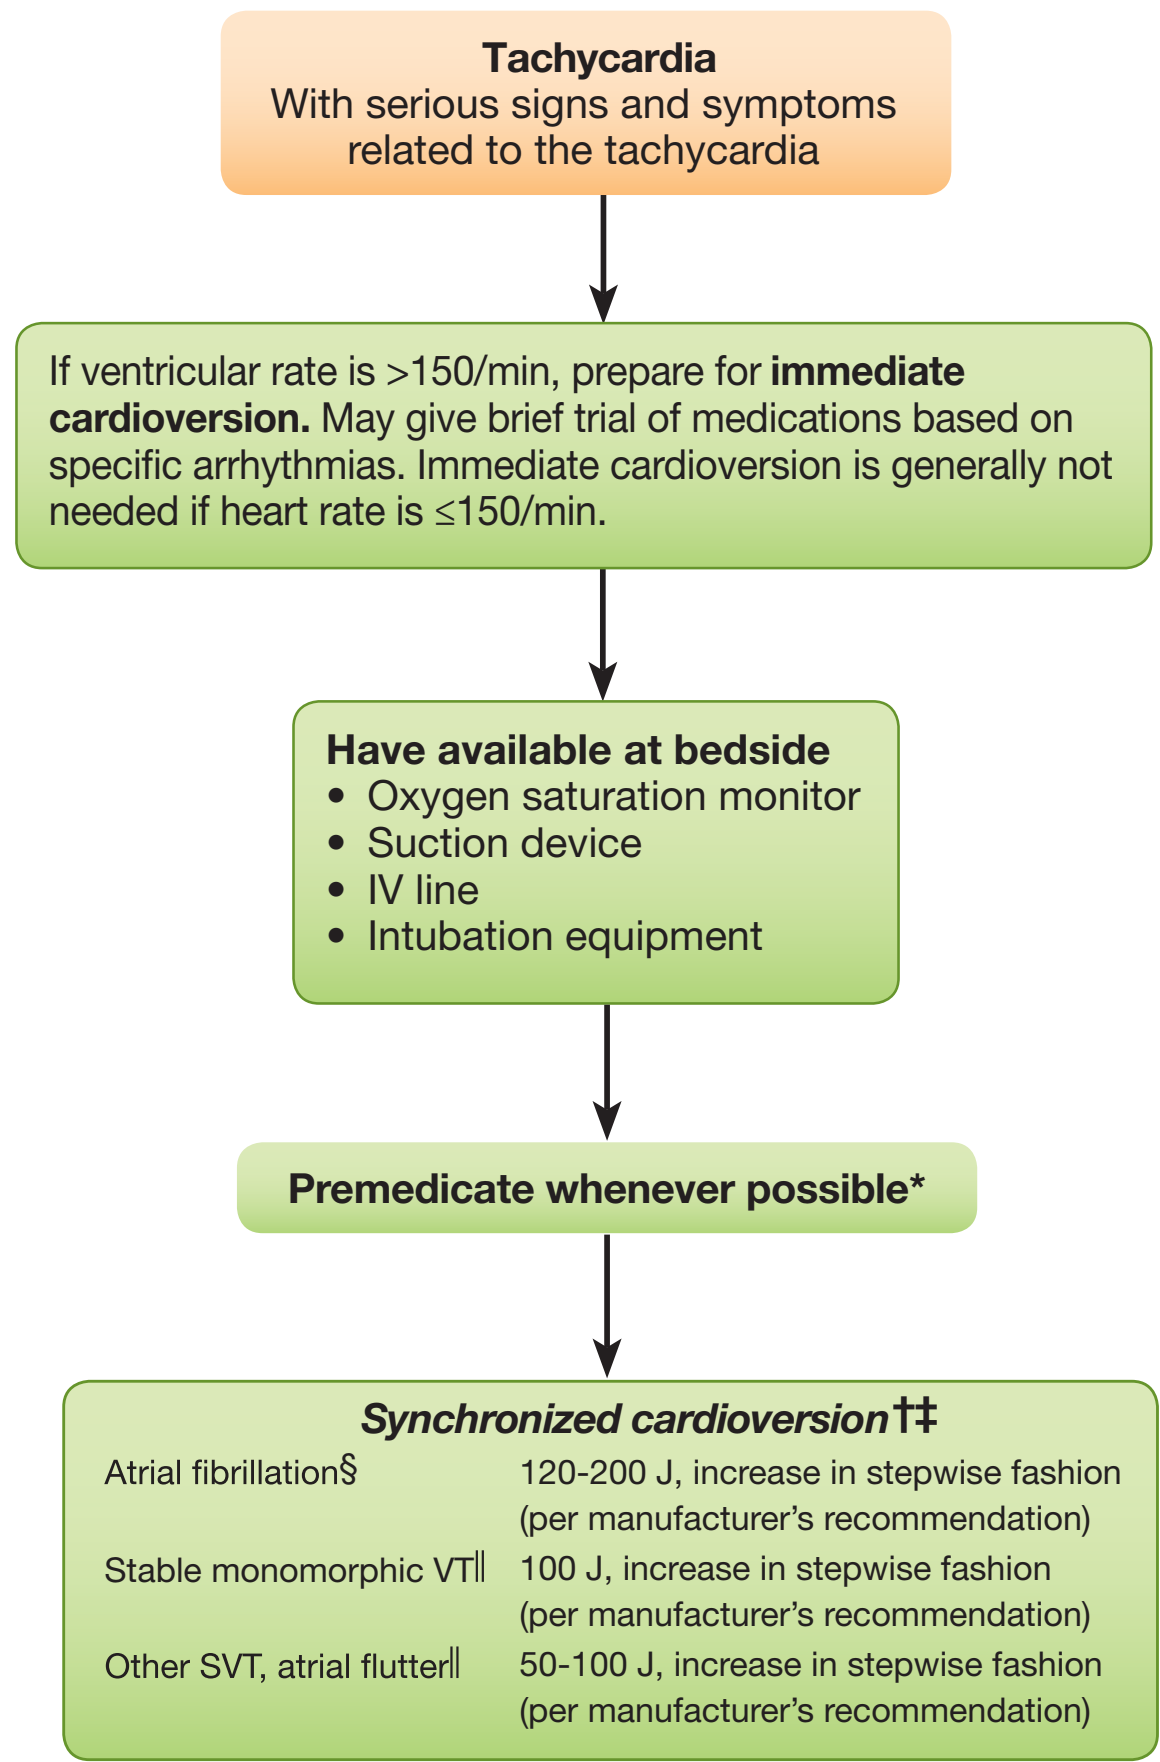 Tachycardia
With serious signs and symptoms
related to the tachycardia
If ventricular rate is >150/min, prepare for immediate
cardioversion. May give brief trial of medications based on
specific arrhythmias. Immediate cardioversion is generally not
needed if heart rate is ≤150/min.
Have available at bedside
• Oxygen saturation monitor
• Suction device
• IV line
• Intubation equipment
Premedicate whenever possible*
Synchronized cardioversion†‡
Atrial fibrillation§ 120-200 J, increase in stepwise fashion
(per manufacturer’s recommendation)
Stable monomorphic VT‖ 100 J, increase in stepwise fashion
(per manufacturer’s recommendation)
Other SVT, atrial flutter‖ 50-100 J, increase in stepwise fashion
(per manufacturer’s recommendation)